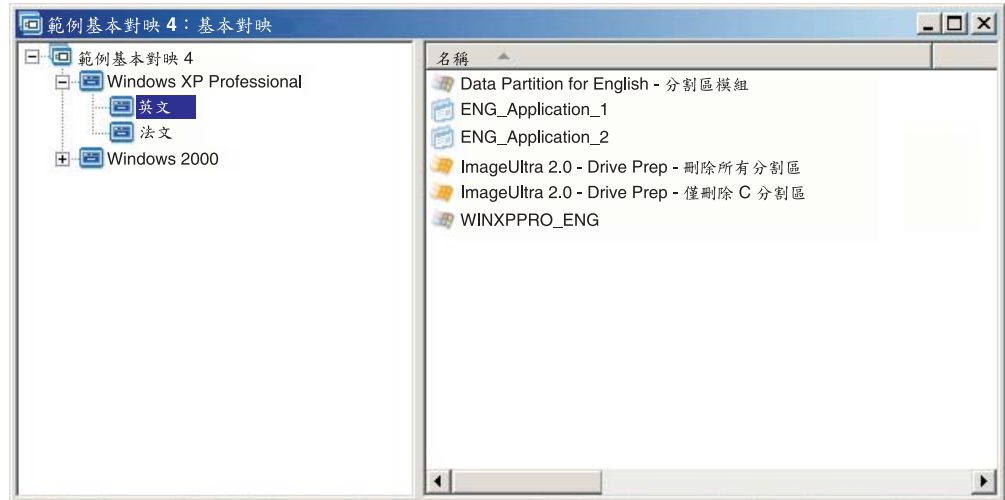 範例基本對映 4：基本對映
範例基本對映 4
Windows XP Professional
英文
法文
Windows 2000
名稱
Data Partition for English - 分割區模組
ENG_Application_1
ENG_Application_2
ImageUltra 2.0 - Drive Prep - 刪除所有分割區
ImageUltra 2.0 - Drive Prep - 僅刪除 C 分割區
WINXPPRO_ENG